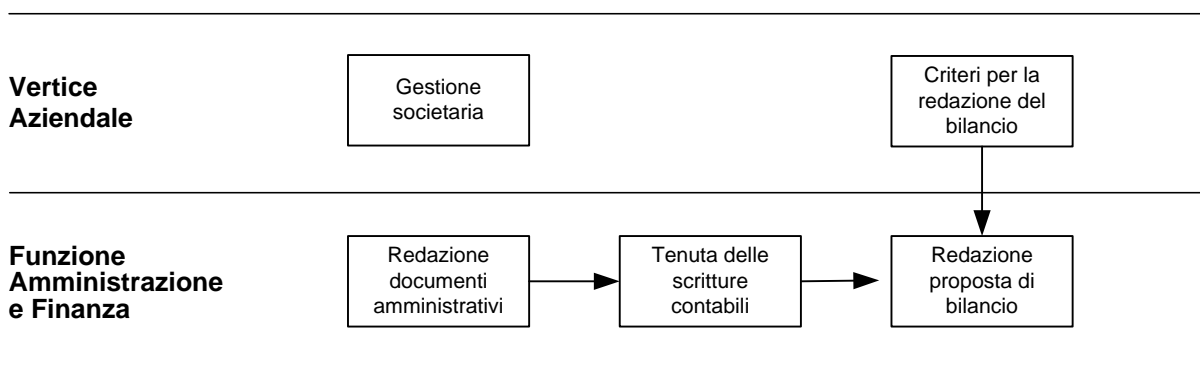 Vertice
Aziendale
Gestione
societaria
Criteri per la
redazione del
bilancio
Funzione
Amministrazione
e Finanza
Redazione
documenti
amministrativi
Tenuta delle
scritture
contabili
Redazione
proposta di
bilancio